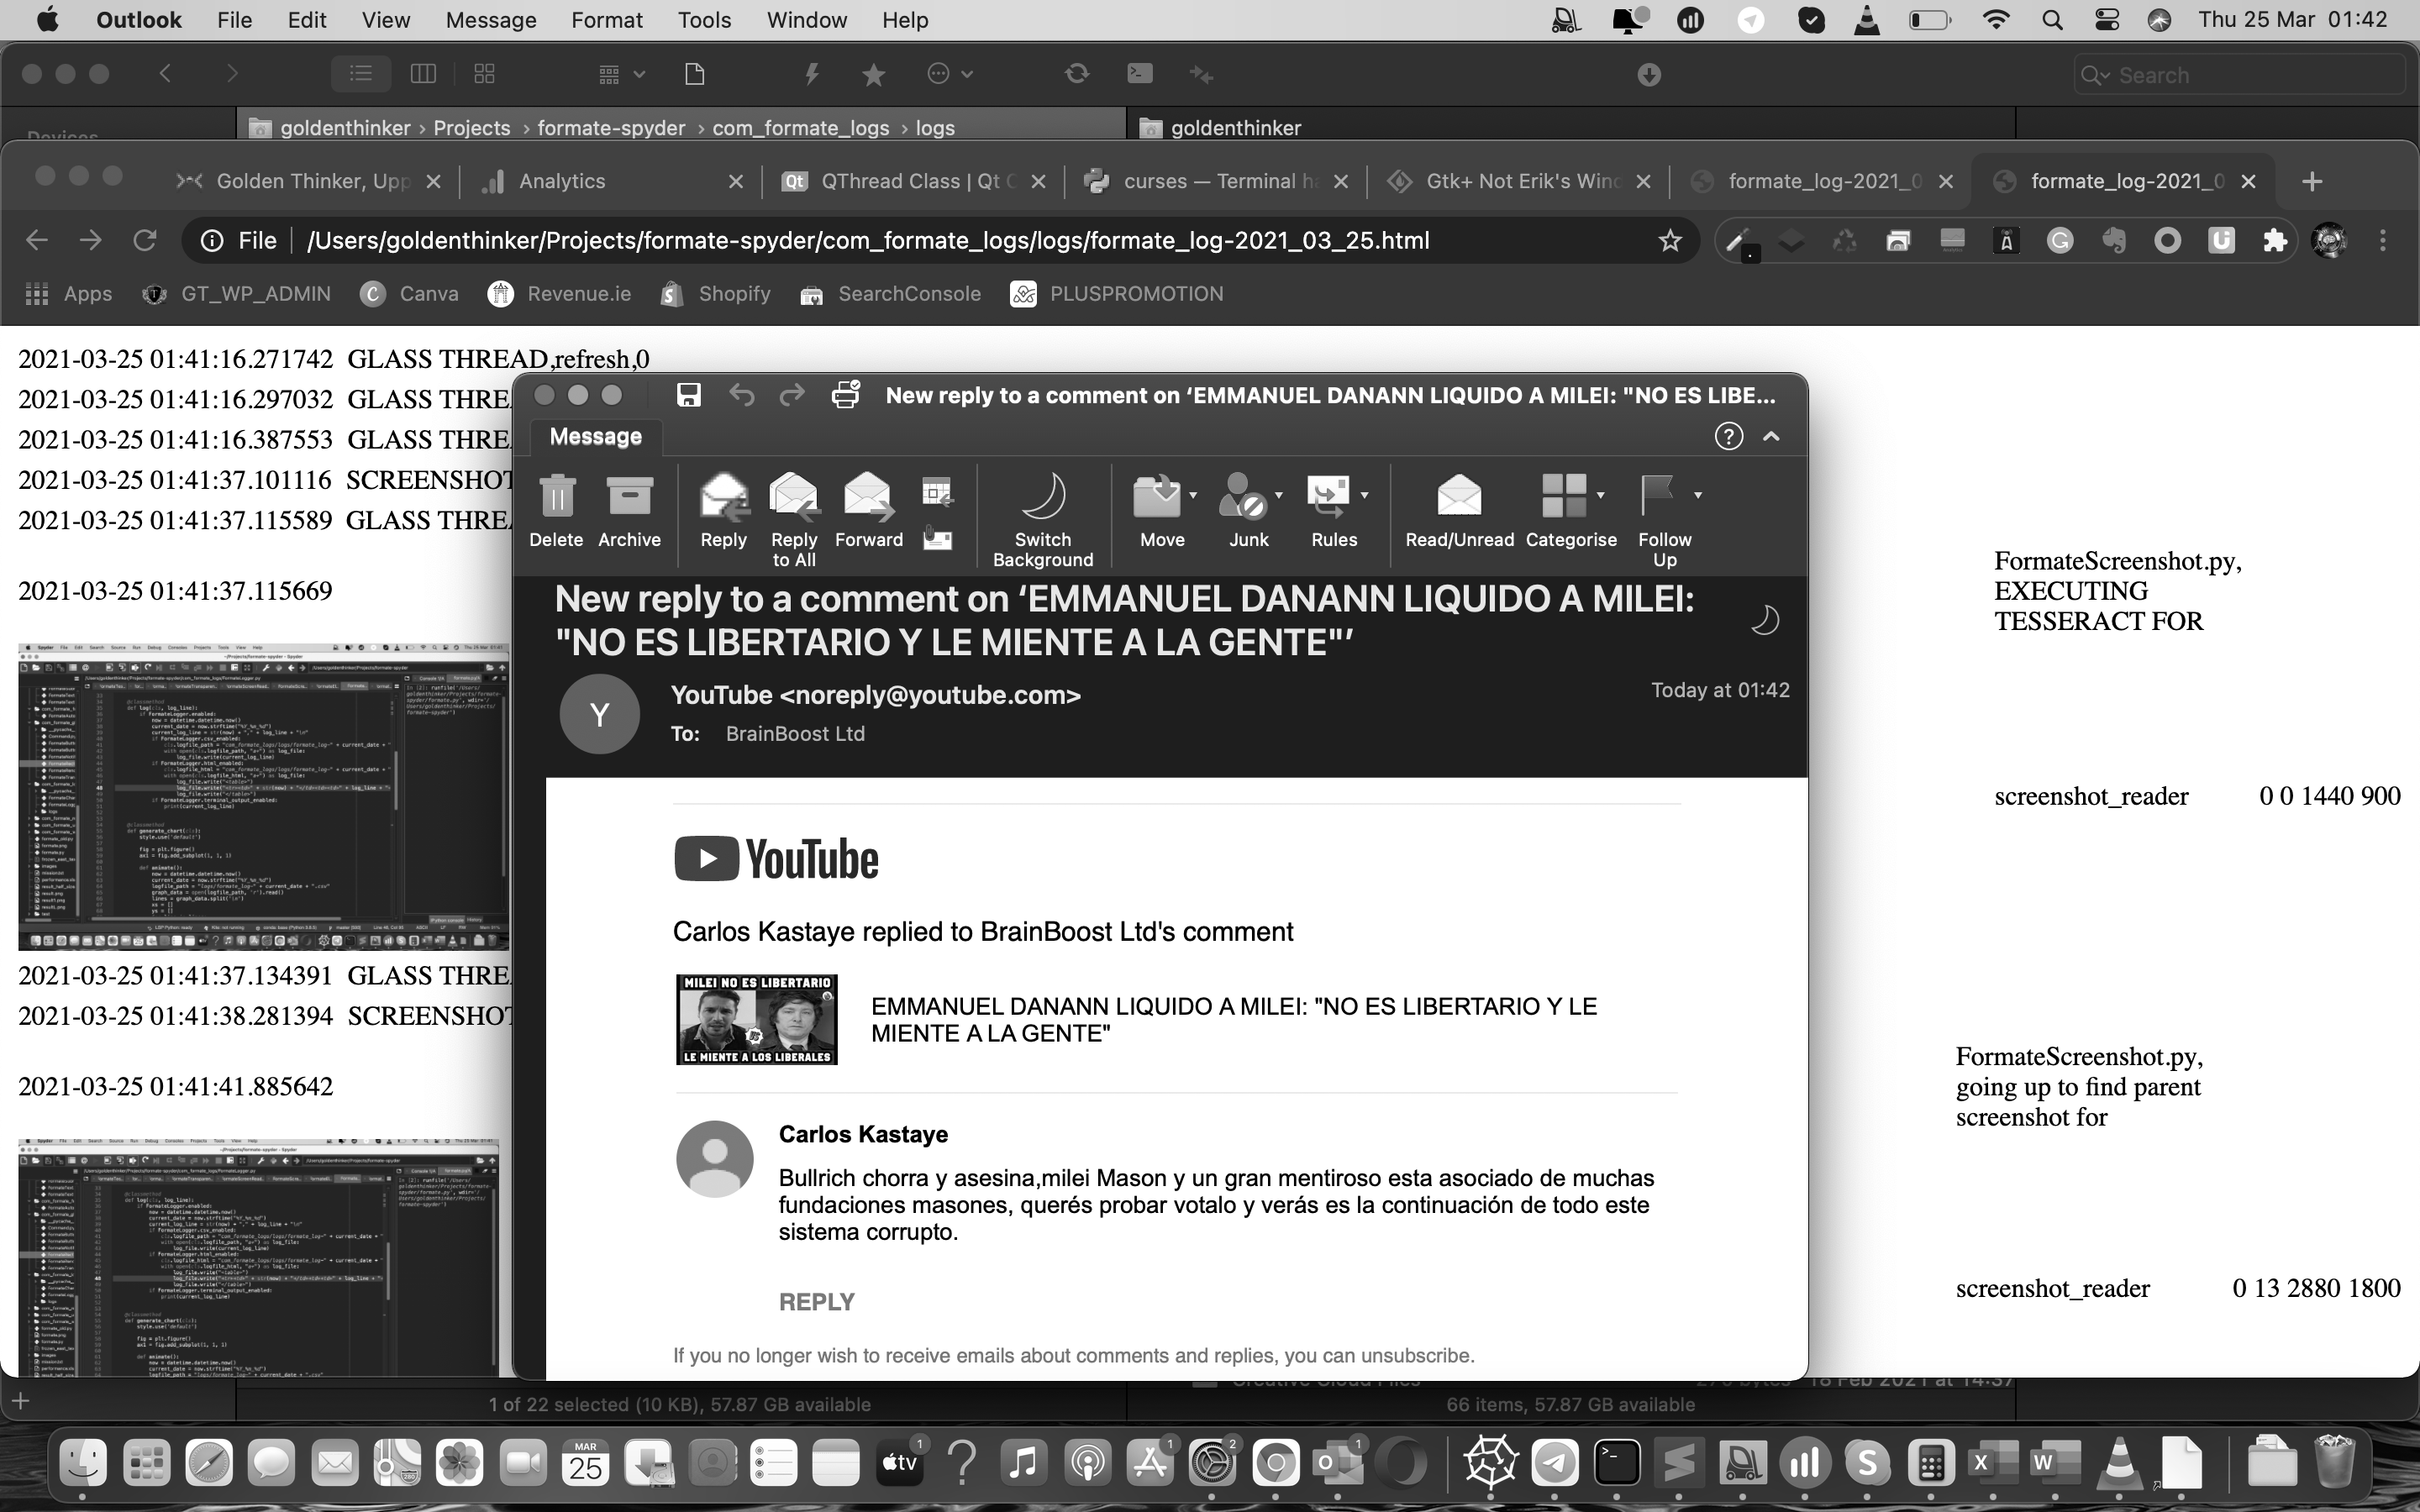 Outlook File Edit View Message Format Tools Window Help Thu 25 Mar 01:42
Search
goldenthinker › Projects › formate-spyder › com_formate_logs › logs
goldenthinker
Golden Thinker, Upp
Analytics
QThread Class | Qt C
curses — Terminal ha
Gtk+ Not Erik's Wind
formate_log-2021_0
formate_log-2021_0
File /Users/goldenthinker/Projects/formate-spyder/com_formate_logs/logs/formate_log-2021_03_25.html
Apps GT_WP_ADMIN Canva Revenue.ie Shopify SearchConsole PLUSPROMOTION
2021-03-25 01:41:16.271742 GLASS THREAD,refresh,0
2021-03-25 01:41:16.297032 GLASS THRE
2021-03-25 01:41:16.387553 GLASS THRE
2021-03-25 01:41:37.101116 SCREENSHOT
2021-03-25 01:41:37.115589 GLASS THREA
2021-03-25 01:41:37.115669
FormateScreenshot.py,
EXECUTING
TESSERACT FOR
screenshot_reader 0 0 1440 900
2021-03-25 01:41:37.134391 GLASS THRE
2021-03-25 01:41:38.281394 SCREENSHOT
2021-03-25 01:41:41.885642
FormateScreenshot.py,
going up to find parent
screenshot for
screenshot_reader 0 13 2880 1800
New reply to a comment on ‘EMMANUEL DANANN LIQUIDO A MILEI: "NO ES LIBE...
Message
Delete Archive Reply Reply to All Forward Switch Background Move Junk Rules Read/Unread Categorise Follow Up
New reply to a comment on ‘EMMANUEL DANANN LIQUIDO A MILEI:
"NO ES LIBERTARIO Y LE MIENTE A LA GENTE"’
Y
YouTube <noreply@youtube.com>
Today at 01:42
To: BrainBoost Ltd
YouTube
Carlos Kastaye replied to BrainBoost Ltd's comment
MILEI NO ES LIBERTARIO
VS
LE MIENTE A LOS LIBERALES
EMMANUEL DANANN LIQUIDO A MILEI: "NO ES LIBERTARIO Y LE
MIENTE A LA GENTE"
Carlos Kastaye
Bullrich chorra y asesina,milei Mason y un gran mentiroso esta asociado de muchas
fundaciones masones, querés probar votalo y verás es la continuación de todo este
sistema corrupto.
REPLY
If you no longer wish to receive emails about comments and replies, you can unsubscribe.
1 of 22 selected (10 KB), 57.87 GB available
66 items, 57.87 GB available
MAR
25
tv